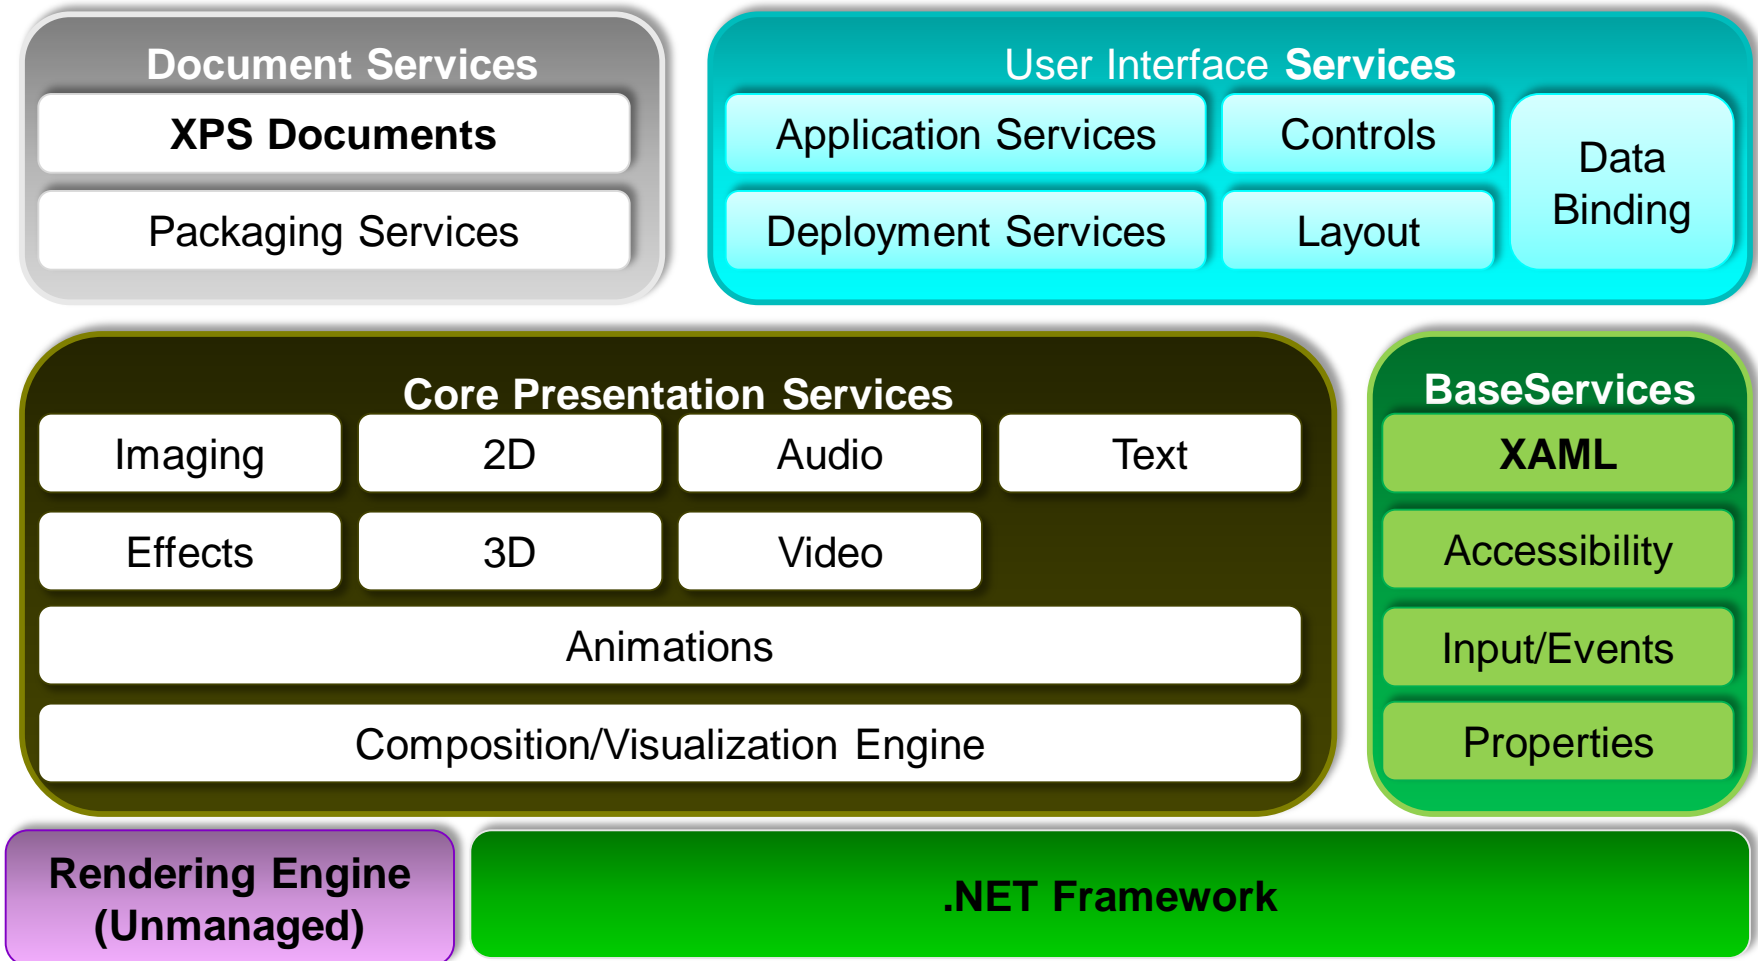 Document Services
XPS Documents
Packaging Services
User Interface Services
Application Services
Controls
Data
Binding
Deployment Services
Layout
Core Presentation Services
Imaging
2D
Audio
Text
Effects
3D
Video
Animations
Composition/Visualization Engine
BaseServices
XAML
Accessibility
Input/Events
Properties
Rendering Engine
(Unmanaged)
.NET Framework